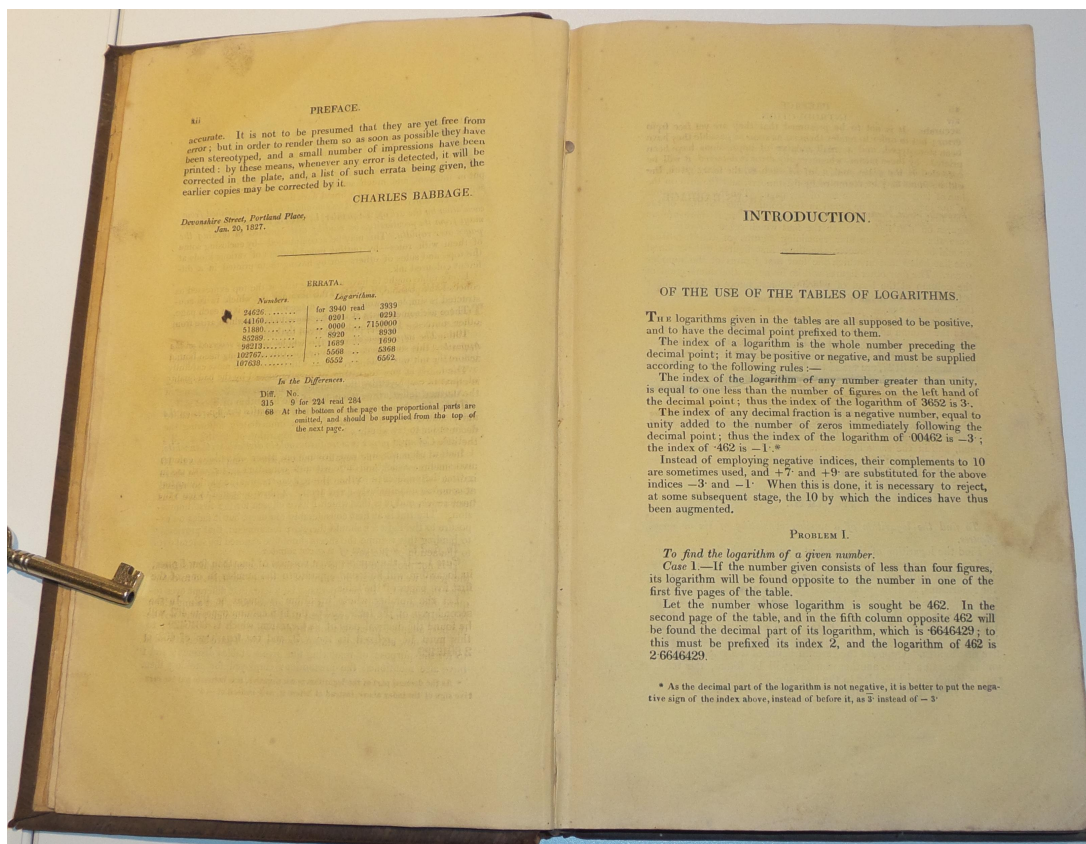 xii
PREFACE.
accurate. It is not to be presumed that they are yet free from
error; but in order to render them so as soon as possible they have
been stereotyped, and a small number of impressions have been
printed: by these means, whenever any error is detected, it will be
corrected in the plate, and, a list of such errata being given, the
earlier copies may be corrected by it.
CHARLES BABBAGE.
Devonshire Street, Portland Place,
Jan. 20, 1827.
ERRATA.
Numbers. Logarithms.
24626........ for 3940 read 3939
44160........ .. 0201 .. 0291
51880........ .. 0000 .. 7150000
85289........ .. 8920 .. 8930
98213........ .. 1689 .. 1690
102767........ .. 5568 .. 5368
107638........ .. 6552 .. 6562
In the Differences.
Diff. No.
315 9 for 224 read 284
68 At the bottom of the page the proportional parts are
omitted, and should be supplied from the top of
the next page.
INTRODUCTION.
OF THE USE OF THE TABLES OF LOGARITHMS.
THE logarithms given in the tables are all supposed to be positive,
and to have the decimal point prefixed to them.
The index of a logarithm is the whole number preceding the
decimal point; it may be positive or negative, and must be supplied
according to the following rules:—
The index of the logarithm of any number greater than unity,
is equal to one less than the number of figures on the left hand of
the decimal point; thus the index of the logarithm of 3652 is 3·.
The index of any decimal fraction is a negative number, equal to
unity added to the number of zeros immediately following the
decimal point; thus the index of the logarithm of ·00462 is −3·;
the index of ·462 is −1·.*
Instead of employing negative indices, their complements to 10
are sometimes used, and +7· and +9· are substituted for the above
indices −3· and −1· When this is done, it is necessary to reject,
at some subsequent stage, the 10 by which the indices have thus
been augmented.
PROBLEM I.
To find the logarithm of a given number.
Case 1.—If the number given consists of less than four figures,
its logarithm will be found opposite to the number in one of the
first five pages of the table.
Let the number whose logarithm is sought be 462. In the
second page of the table, and in the fifth column opposite 462 will
be found the decimal part of its logarithm, which is ·6646429; to
this must be prefixed its index 2, and the logarithm of 462 is
2·6646429.
* As the decimal part of the logarithm is not negative, it is better to put the nega-
tive sign of the index above, instead of before it, as 3̅· instead of − 3·